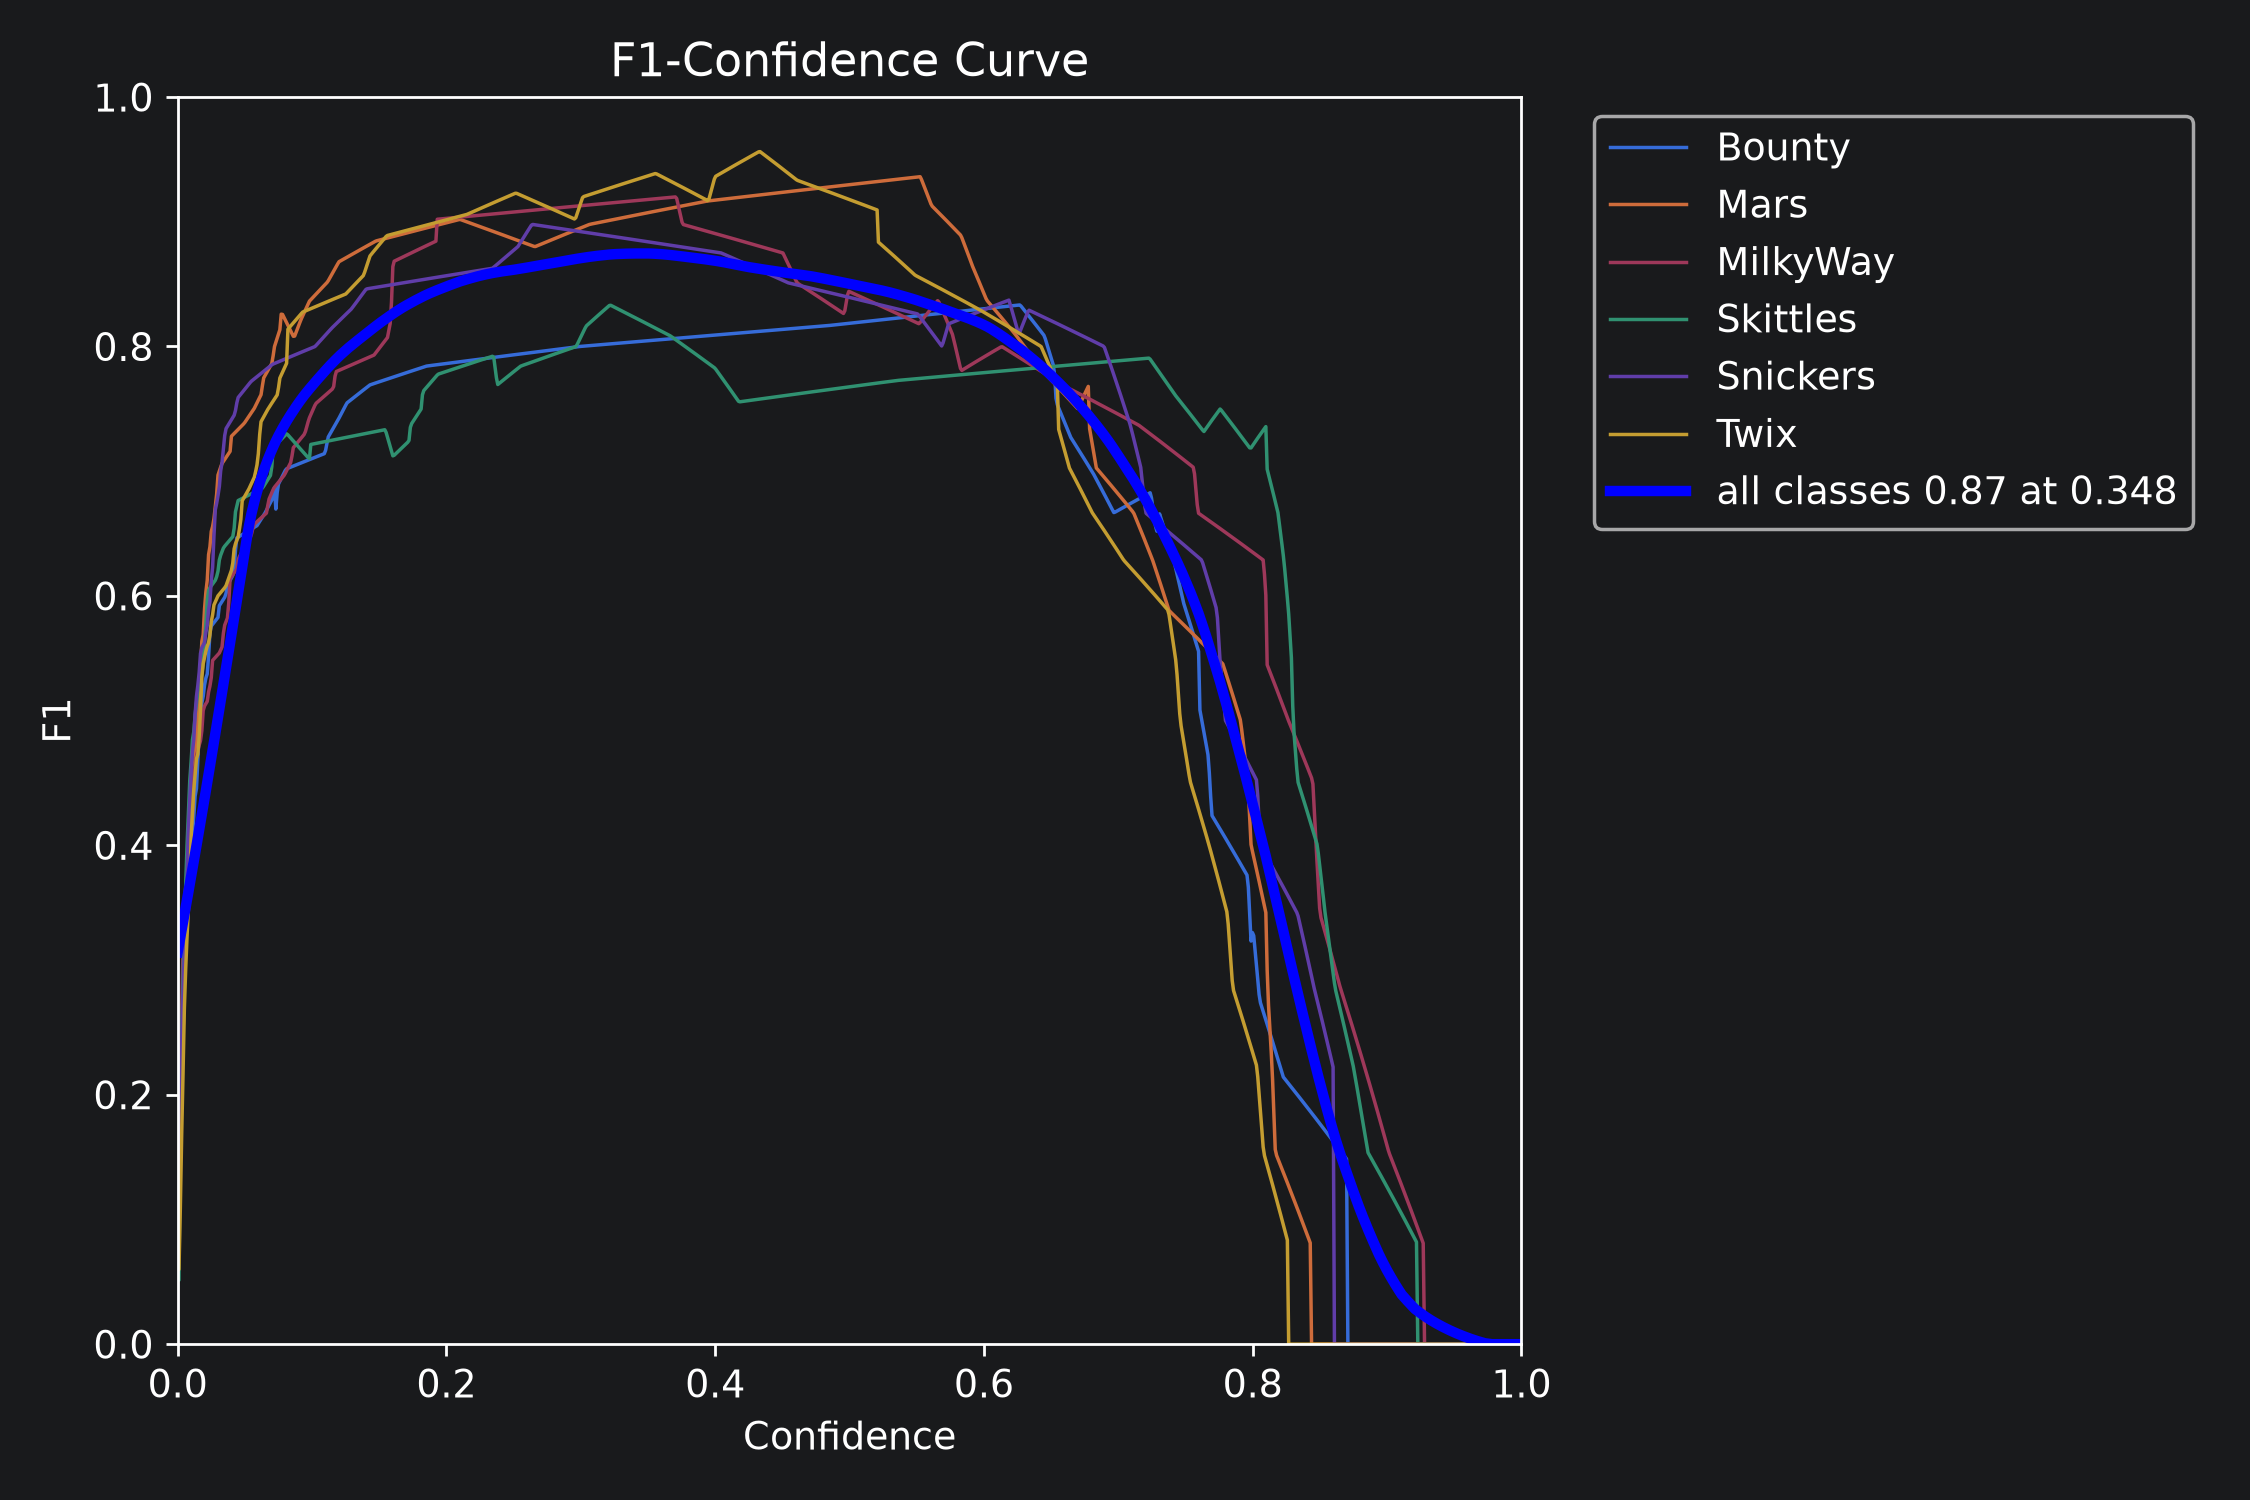 F1-Confidence Curve
1.0
0.8
0.6
0.4
0.2
0.0
F1
0.0 0.2 0.4 0.6 0.8 1.0
Confidence
Bounty
Mars
MilkyWay
Skittles
Snickers
Twix
all classes 0.87 at 0.348